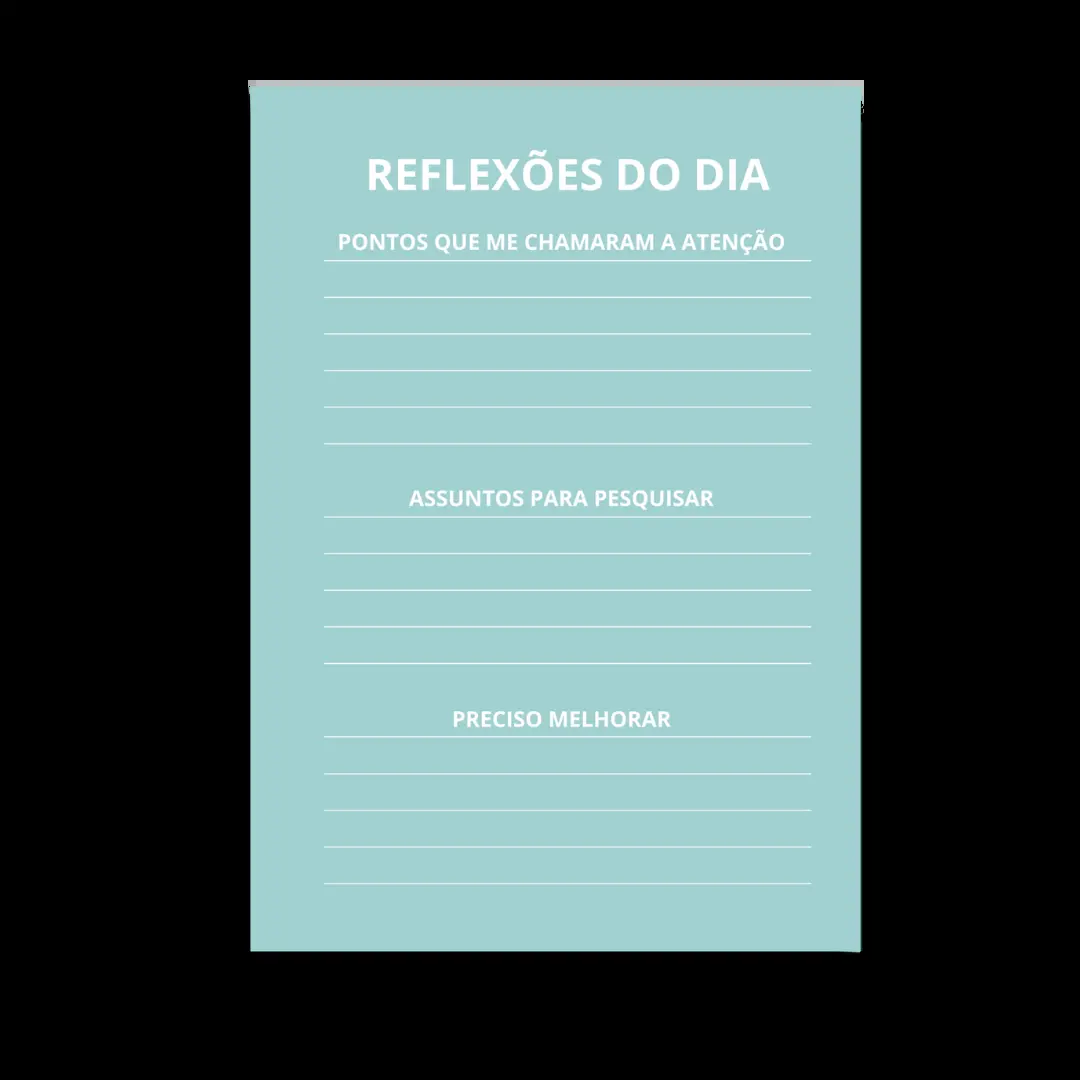 REFLEXÕES DO DIA
PONTOS QUE ME CHAMARAM A ATENÇÃO
ASSUNTOS PARA PESQUISAR
PRECISO MELHORAR